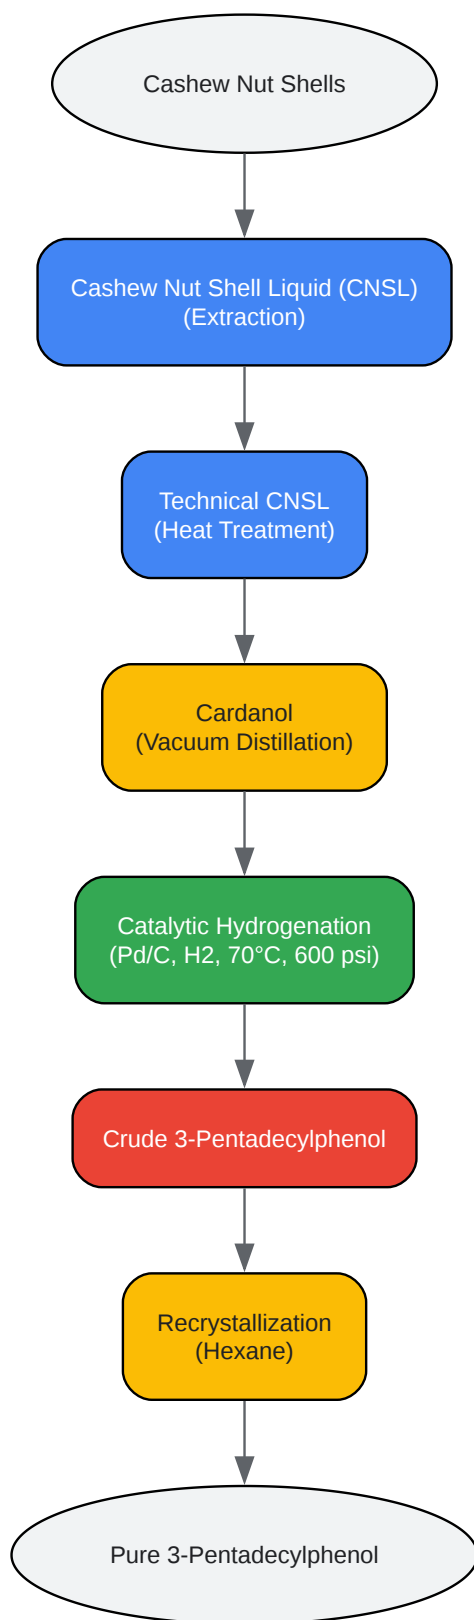 Cashew Nut Shells
Cashew Nut Shell Liquid (CNSL)
(Extraction)
Technical CNSL
(Heat Treatment)
Cardanol
(Vacuum Distillation)
Catalytic Hydrogenation
(Pd/C, H2, 70°C, 600 psi)
Crude 3-Pentadecylphenol
Recrystallization
(Hexane)
Pure 3-Pentadecylphenol